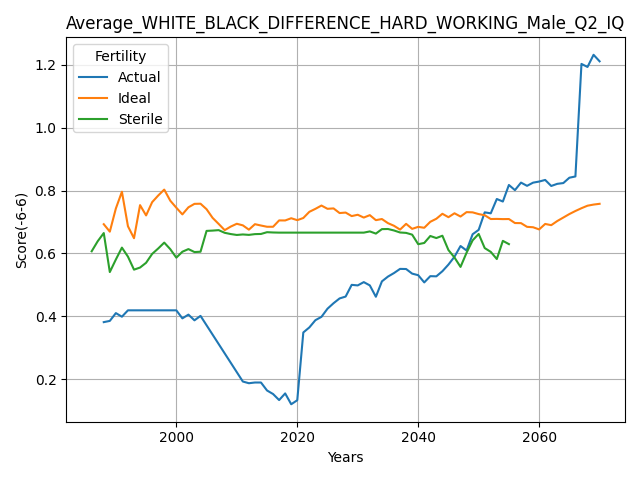 Average_WHITE_BLACK_DIFFERENCE_HARD_WORKING_Male_Q2_IQ
Fertility
Actual
Ideal
Sterile
Score(-6-6)
1.2
1.0
0.8
0.6
0.4
0.2
2000
2020
2040
2060
Years